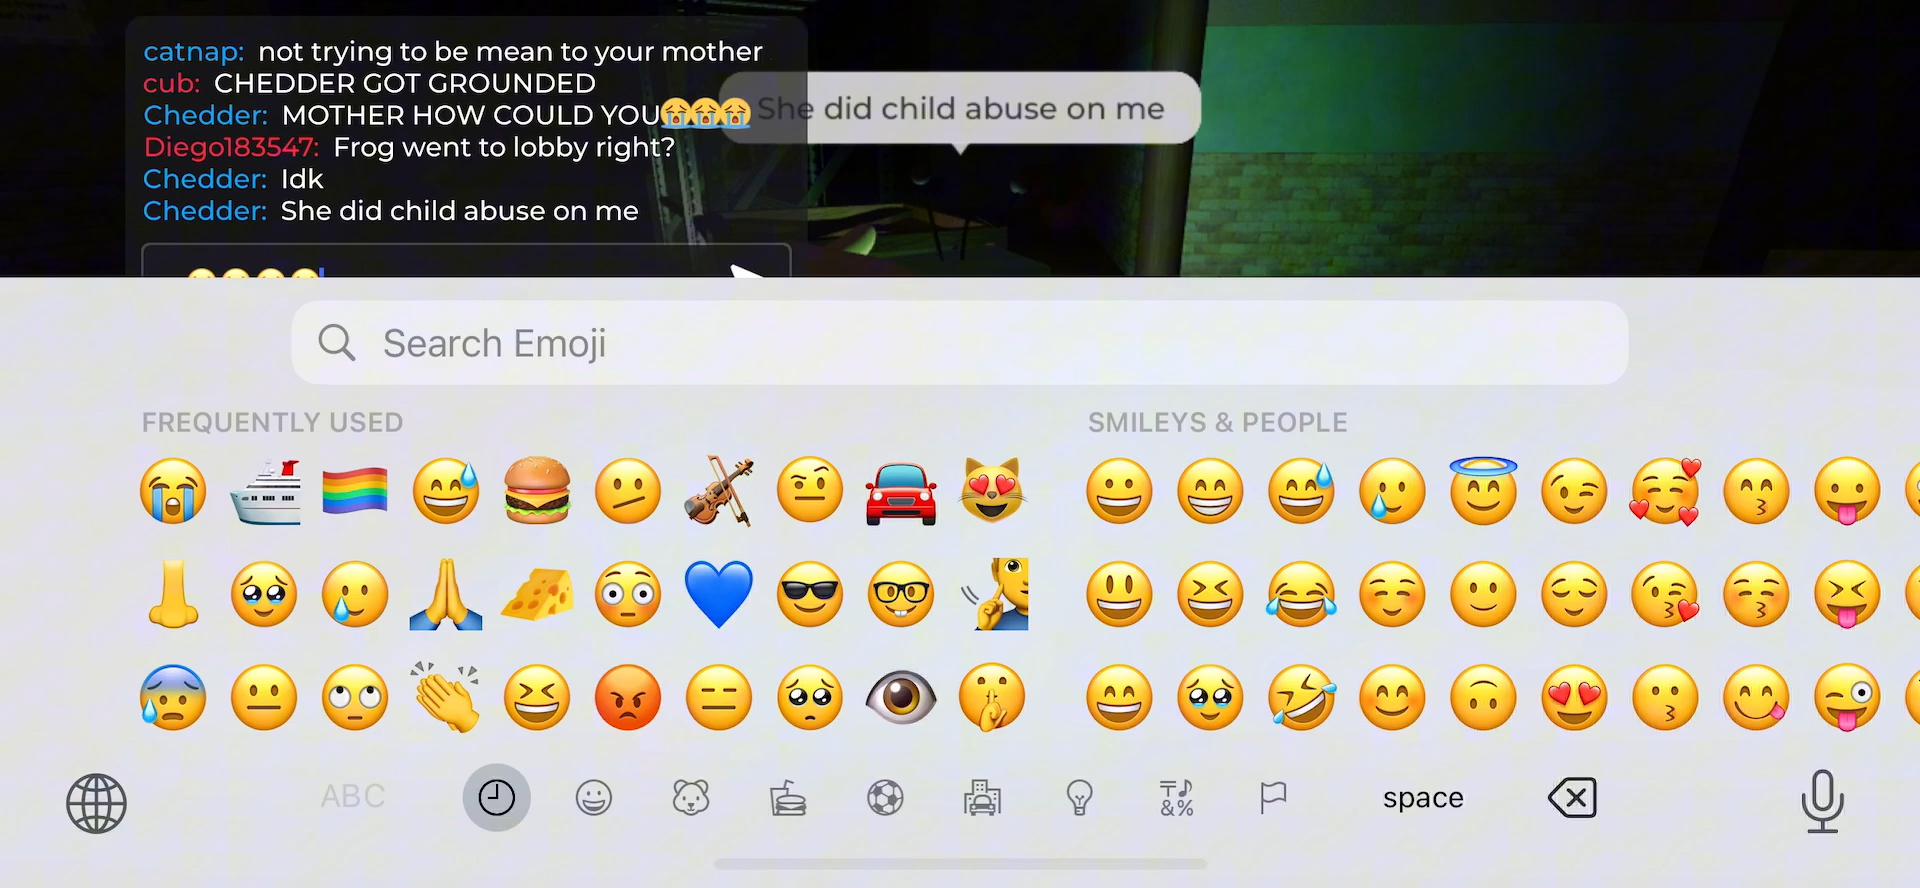 catnap: not trying to be mean to your mother
cub: CHEDDER GOT GROUNDED
Chedder: MOTHER HOW COULD YOU😭😭😭
Diego183547: Frog went to lobby right?
Chedder: Idk
Chedder: She did child abuse on me
She did child abuse on me
Search Emoji
FREQUENTLY USED
SMILEYS & PEOPLE
ABC
space